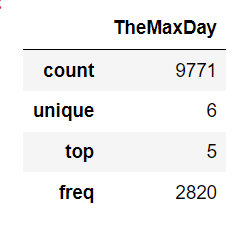 TheMaxDay
count 9771
unique 6
top 5
freq 2820